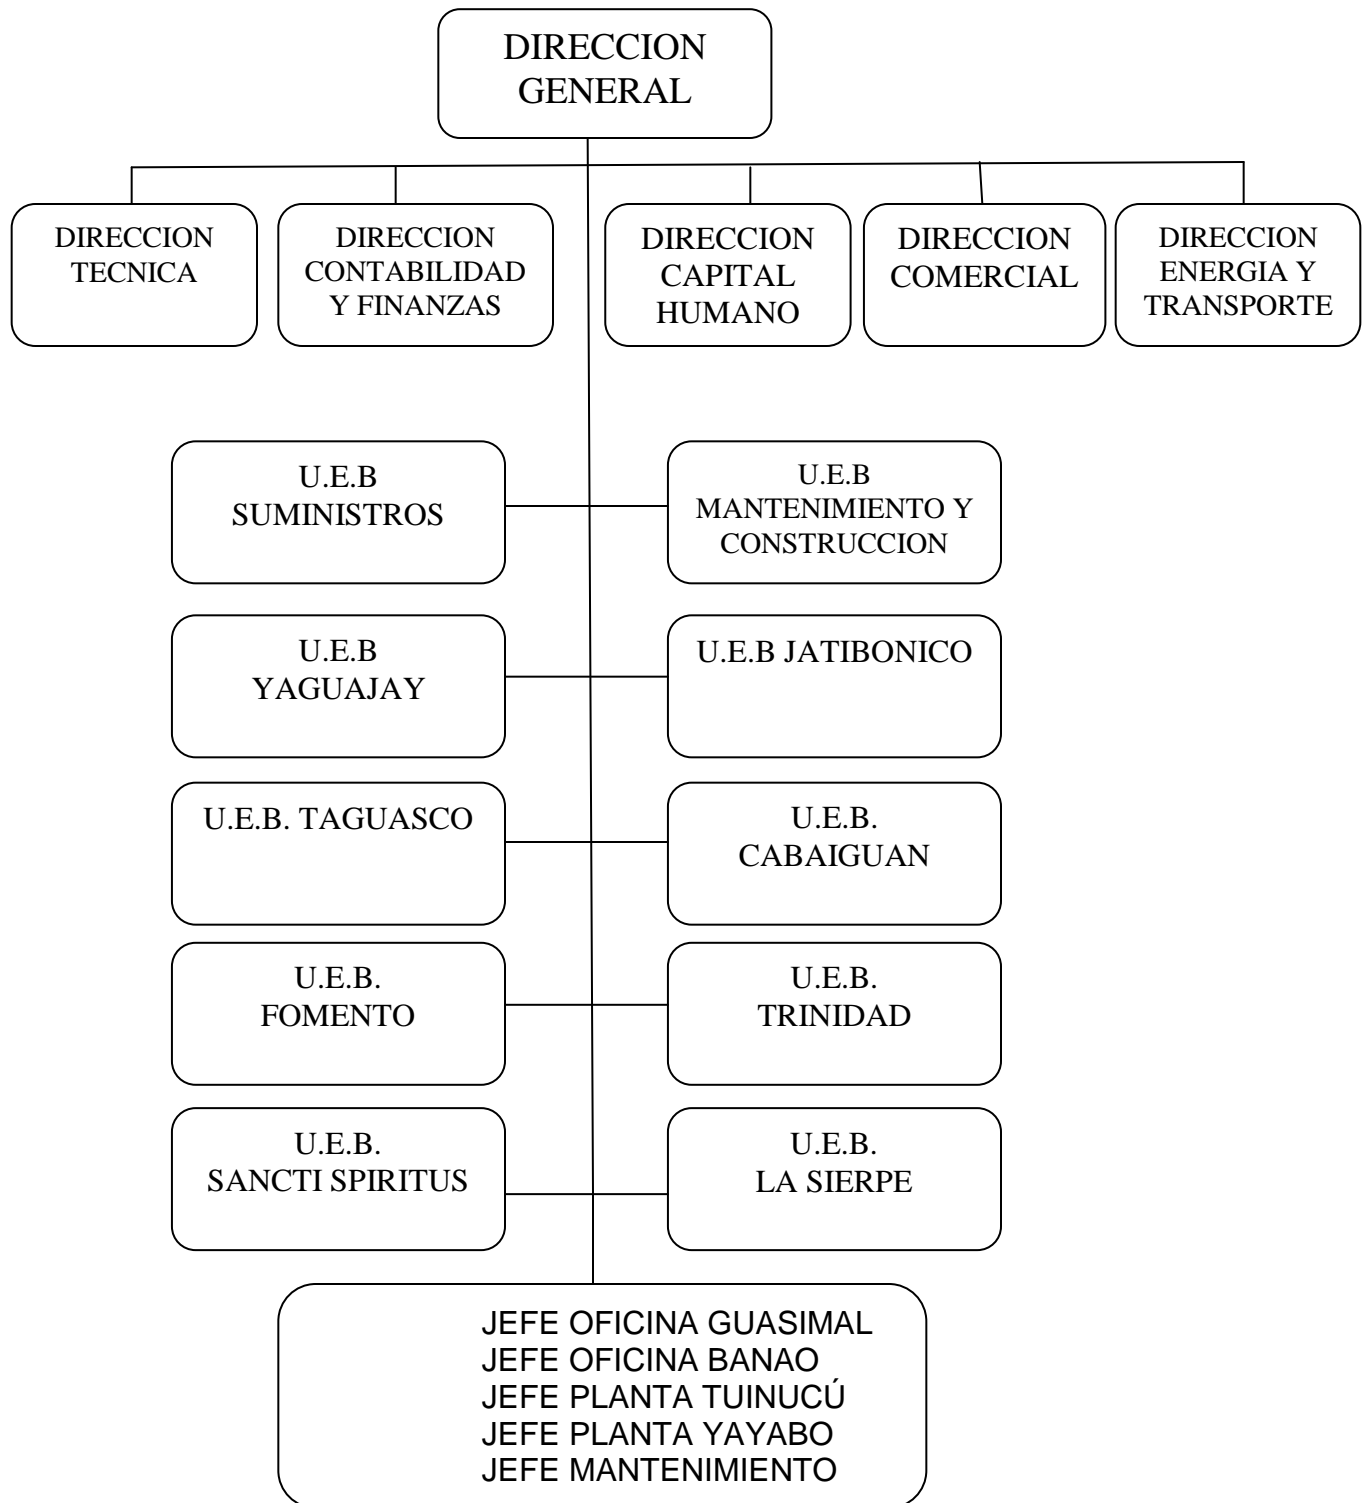 DIRECCION
GENERAL
DIRECCION
TECNICA
DIRECCION
CONTABILIDAD
Y FINANZAS
DIRECCION
CAPITAL
HUMANO
DIRECCION
COMERCIAL
DIRECCION
ENERGIA Y
TRANSPORTE
U.E.B
SUMINISTROS
U.E.B
MANTENIMIENTO Y
CONSTRUCCION
U.E.B
YAGUAJAY
U.E.B JATIBONICO
U.E.B. TAGUASCO
U.E.B.
CABAIGUAN
U.E.B.
FOMENTO
U.E.B.
TRINIDAD
U.E.B.
SANCTI SPIRITUS
U.E.B.
LA SIERPE
JEFE OFICINA GUASIMAL
JEFE OFICINA BANAO
JEFE PLANTA TUINUCÚ
JEFE PLANTA YAYABO
JEFE MANTENIMIENTO